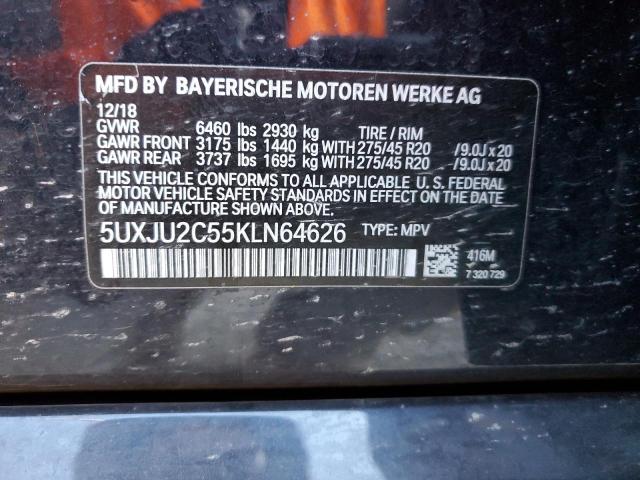 MFD BY BAYERISCHE MOTOREN WERKE AG
12/18
GVWR 6460 lbs 2930 kg TIRE / RIM
GAWR FRONT 3175 lbs 1440 kg WITH 275/45 R20 /9.0J x 20
GAWR REAR 3737 lbs 1695 kg WITH 275/45 R20 /9.0J x 20
THIS VEHICLE CONFORMS TO ALL APPLICABLE U. S. FEDERAL
MOTOR VEHICLE SAFETY STANDARDS IN EFFECT ON THE DATE
OF MANUFACTURE SHOWN ABOVE.
5UXJU2C55KLN64626 TYPE: MPV
416M
7 320 729